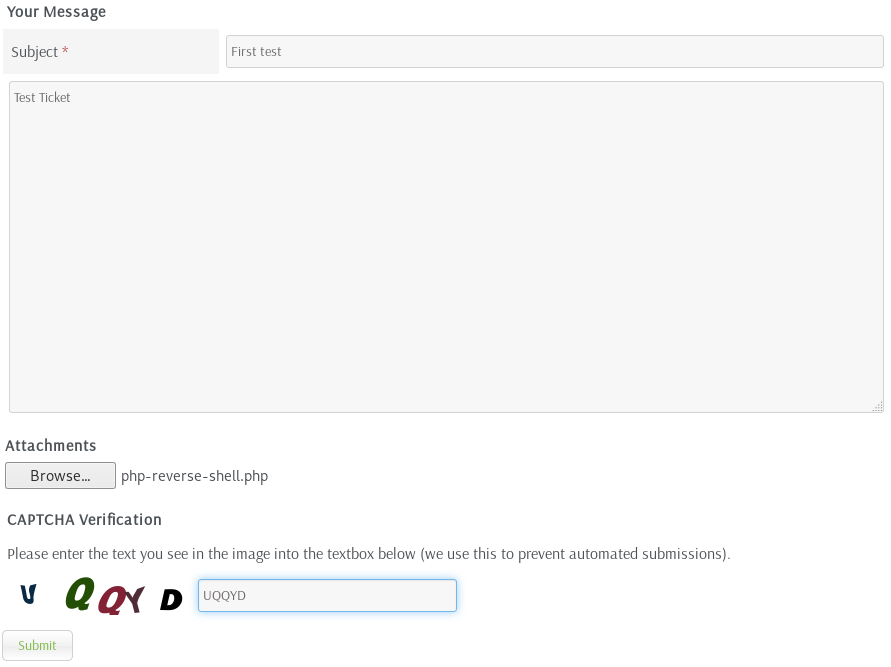 Your Message
Subject *
First test
Test Ticket
Attachments
Browse... php-reverse-shell.php
CAPTCHA Verification
Please enter the text you see in the image into the textbox below (we use this to prevent automated submissions).
U Q Q Y D UQQYD
Submit